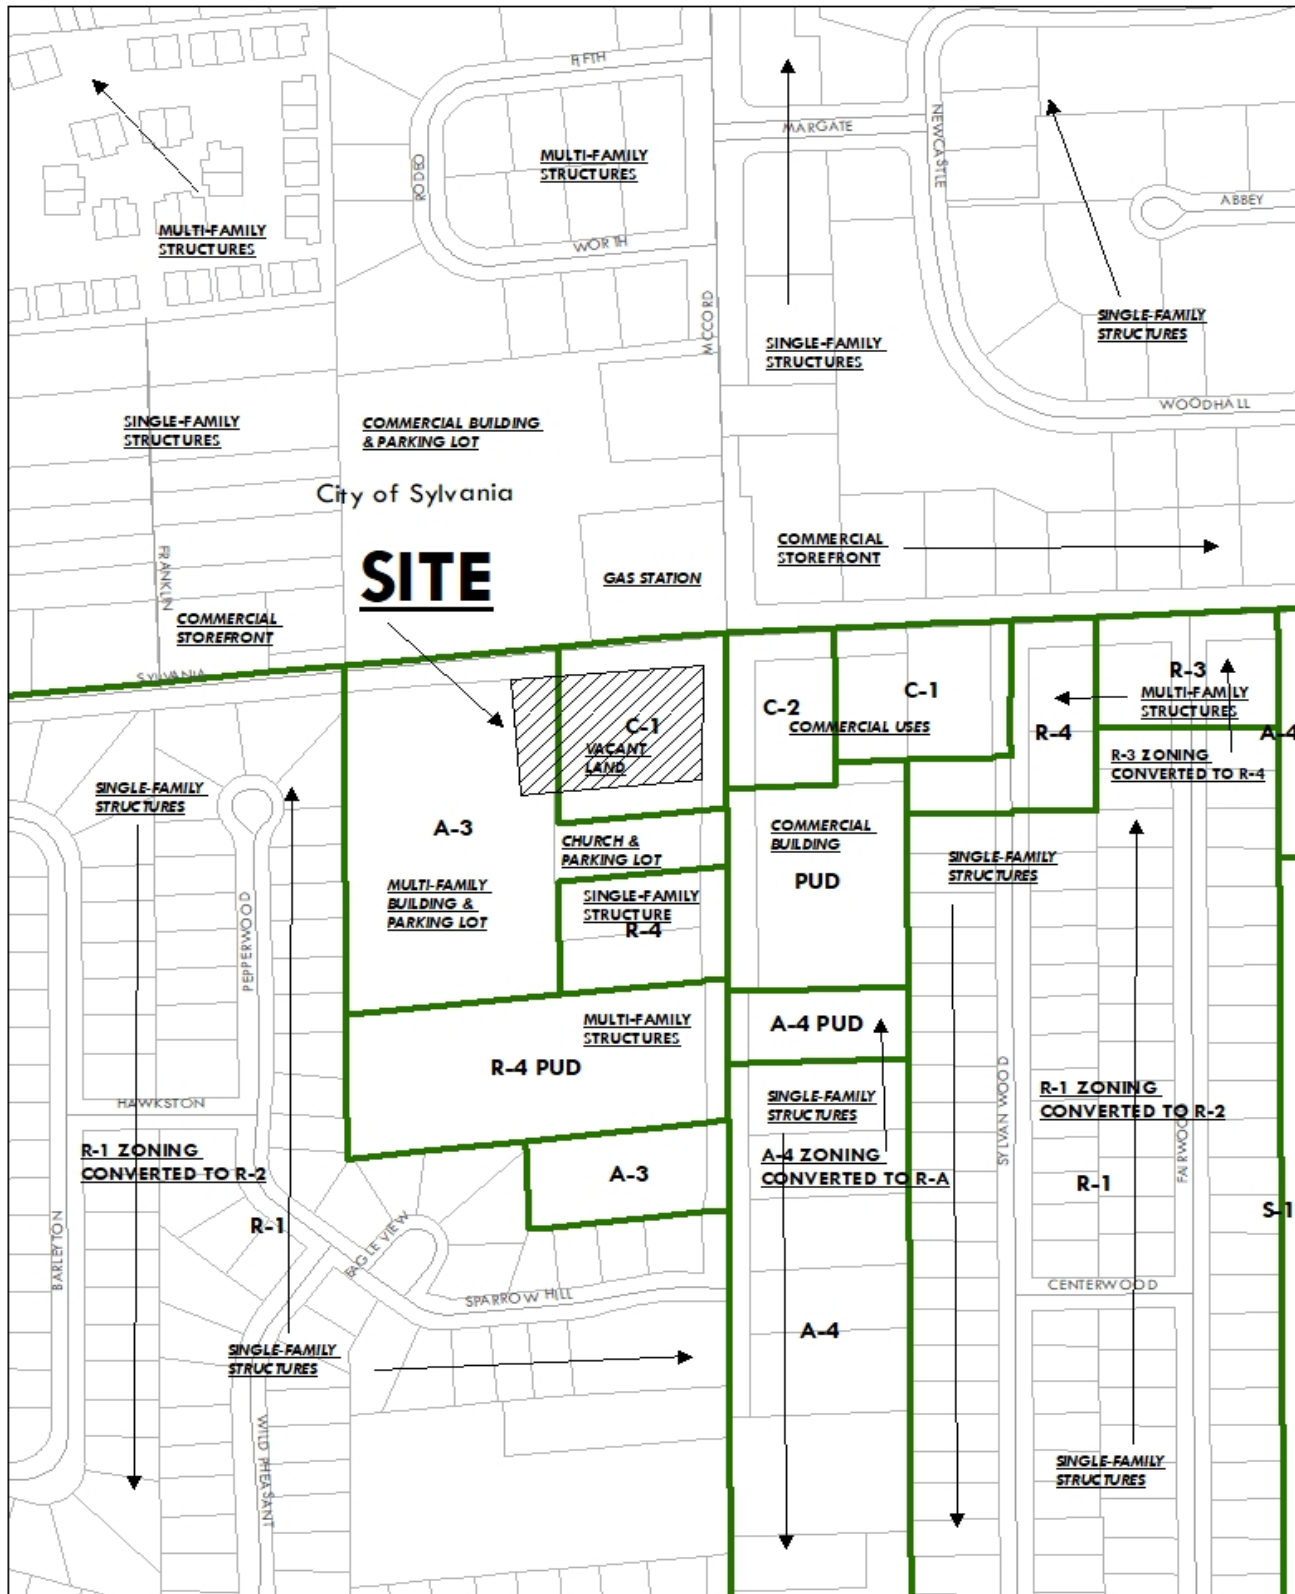 FIFTH
MARGATE
NEWCASTLE
MULTI-FAMILY
STRUCTURES
RODEO
ABBEY
MULTI-FAMILY
STRUCTURES
WORTH
MCCORD
SINGLE-FAMILY
STRUCTURES
SINGLE-FAMILY
STRUCTURES
WOODHALL
SINGLE-FAMILY
STRUCTURES
COMMERCIAL BUILDING
& PARKING LOT
City of Sylvania
COMMERCIAL
STOREFRONT
SITE
GAS STATION
FRANKLIN
COMMERCIAL
STOREFRONT
SYLVANIA
R-3
MULTI-FAMILY
STRUCTURES
C-1
C-2
COMMERCIAL USES
R-4
A-4
C-1
VACANT
LAND
R-3 ZONING
CONVERTED TO R-4
SINGLE-FAMILY
STRUCTURES
A-3
COMMERCIAL
BUILDING
CHURCH &
PARKING LOT
SINGLE-FAMILY
STRUCTURES
PUD
MULTI-FAMILY
BUILDING &
PARKING LOT
SINGLE-FAMILY
STRUCTURE
R-4
PEPPERWOOD
MULTI-FAMILY
STRUCTURES
A-4 PUD
R-4 PUD
SINGLE-FAMILY
STRUCTURES
SYLVAN WOOD
R-1 ZONING
CONVERTED TO R-2
FAIRWOOD
HAWKSTON
R-1 ZONING
CONVERTED TO R-2
A-4 ZONING
CONVERTED TO R-A
A-3
R-1
S-1
R-1
BARLEYTON
EAGLE VIEW
SPARROW HILL
CENTERWOOD
A-4
SINGLE-FAMILY
STRUCTURES
WILD PHEASANT
SINGLE-FAMILY
STRUCTURES